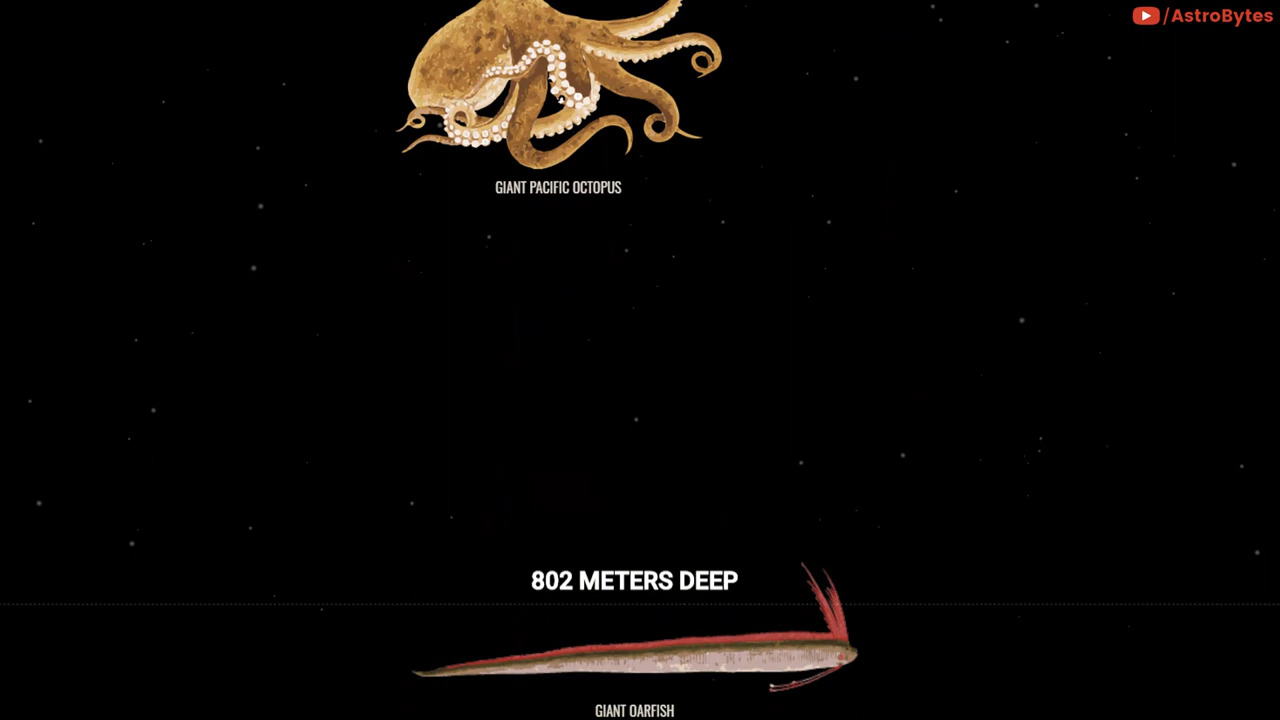 /AstroBytes
GIANT PACIFIC OCTOPUS
802 METERS DEEP
GIANT OARFISH